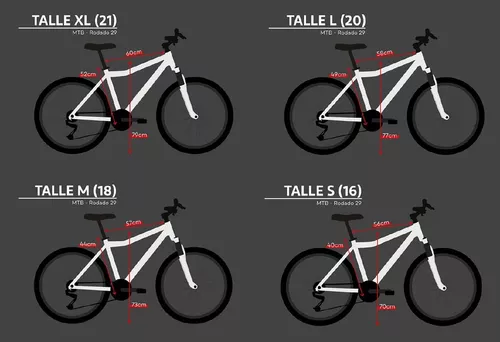 TALLE XL (21)
MTB - Rodado 29
60cm
52cm
79cm
TALLE L (20)
MTB - Rodado 29
58cm
49cm
77cm
TALLE M (18)
MTB - Rodado 29
57cm
44cm
73cm
TALLE S (16)
MTB - Rodado 29
56cm
40cm
70cm